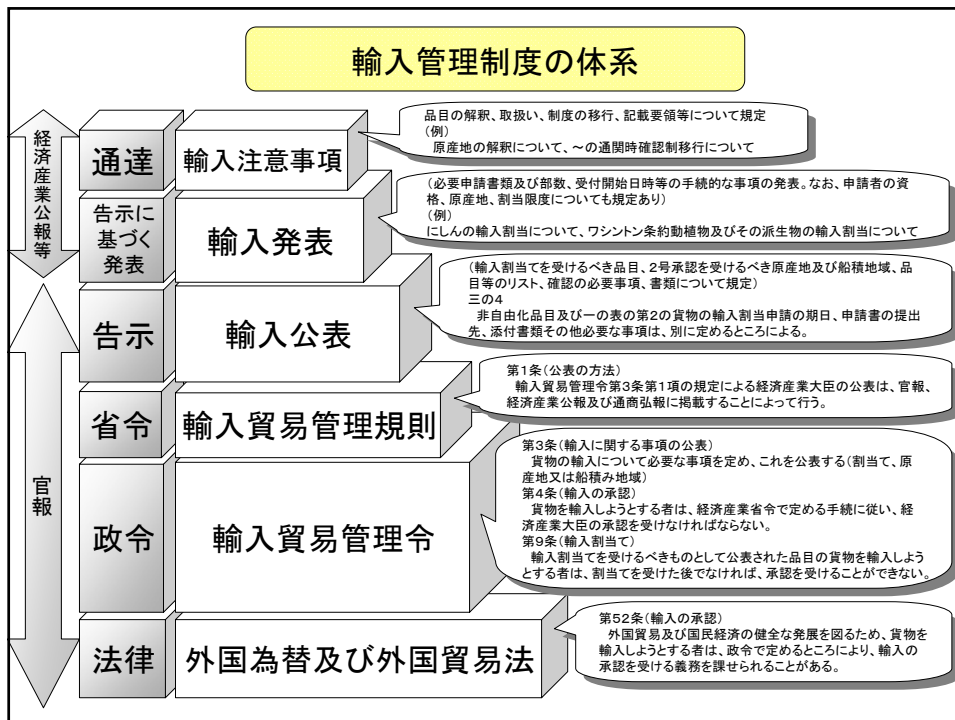 輸入管理制度の体系
経済産業公報等
通達
輸入注意事項
品目の解釈、取扱い、制度の移行、記載要領等について規定
(例)
原産地の解釈について、～の通関時確認制移行について
告示に
基づく
発表
輸入発表
(必要申請書類及び部数、受付開始日時等の手続的な事項の発表。なお、申請者の資
格、原産地、割当限度についても規定あり)
(例)
にしんの輸入割当について、ワシントン条約動植物及びその派生物の輸入割当について
官報
告示
輸入公表
(輸入割当てを受けるべき品目、2号承認を受けるべき原産地及び船積地域、品
目等のリスト、確認の必要事項、書類について規定)
三の4
非自由化品目及び一の表の第2の貨物の輸入割当申請の期日、申請書の提出
先、添付書類その他必要な事項は、別に定めるところによる。
省令
輸入貿易管理規則
第1条(公表の方法)
輸入貿易管理令第3条第1項の規定による経済産業大臣の公表は、官報、
経済産業公報及び通商弘報に掲載することによって行う。
政令
輸入貿易管理令
第3条(輸入に関する事項の公表)
貨物の輸入について必要な事項を定め、これを公表する(割当て、原
産地又は船積み地域)
第4条(輸入の承認)
貨物を輸入しようとする者は、経済産業省令で定める手続に従い、経
済産業大臣の承認を受けなければならない。
第9条(輸入割当て)
輸入割当てを受けるべきものとして公表された品目の貨物を輸入しよう
とする者は、割当てを受けた後でなければ、承認を受けることができない。
法律
外国為替及び外国貿易法
第52条(輸入の承認)
外国貿易及び国民経済の健全な発展を図るため、貨物を
輸入しようとする者は、政令で定めるところにより、輸入の
承認を受ける義務を課せられることがある。